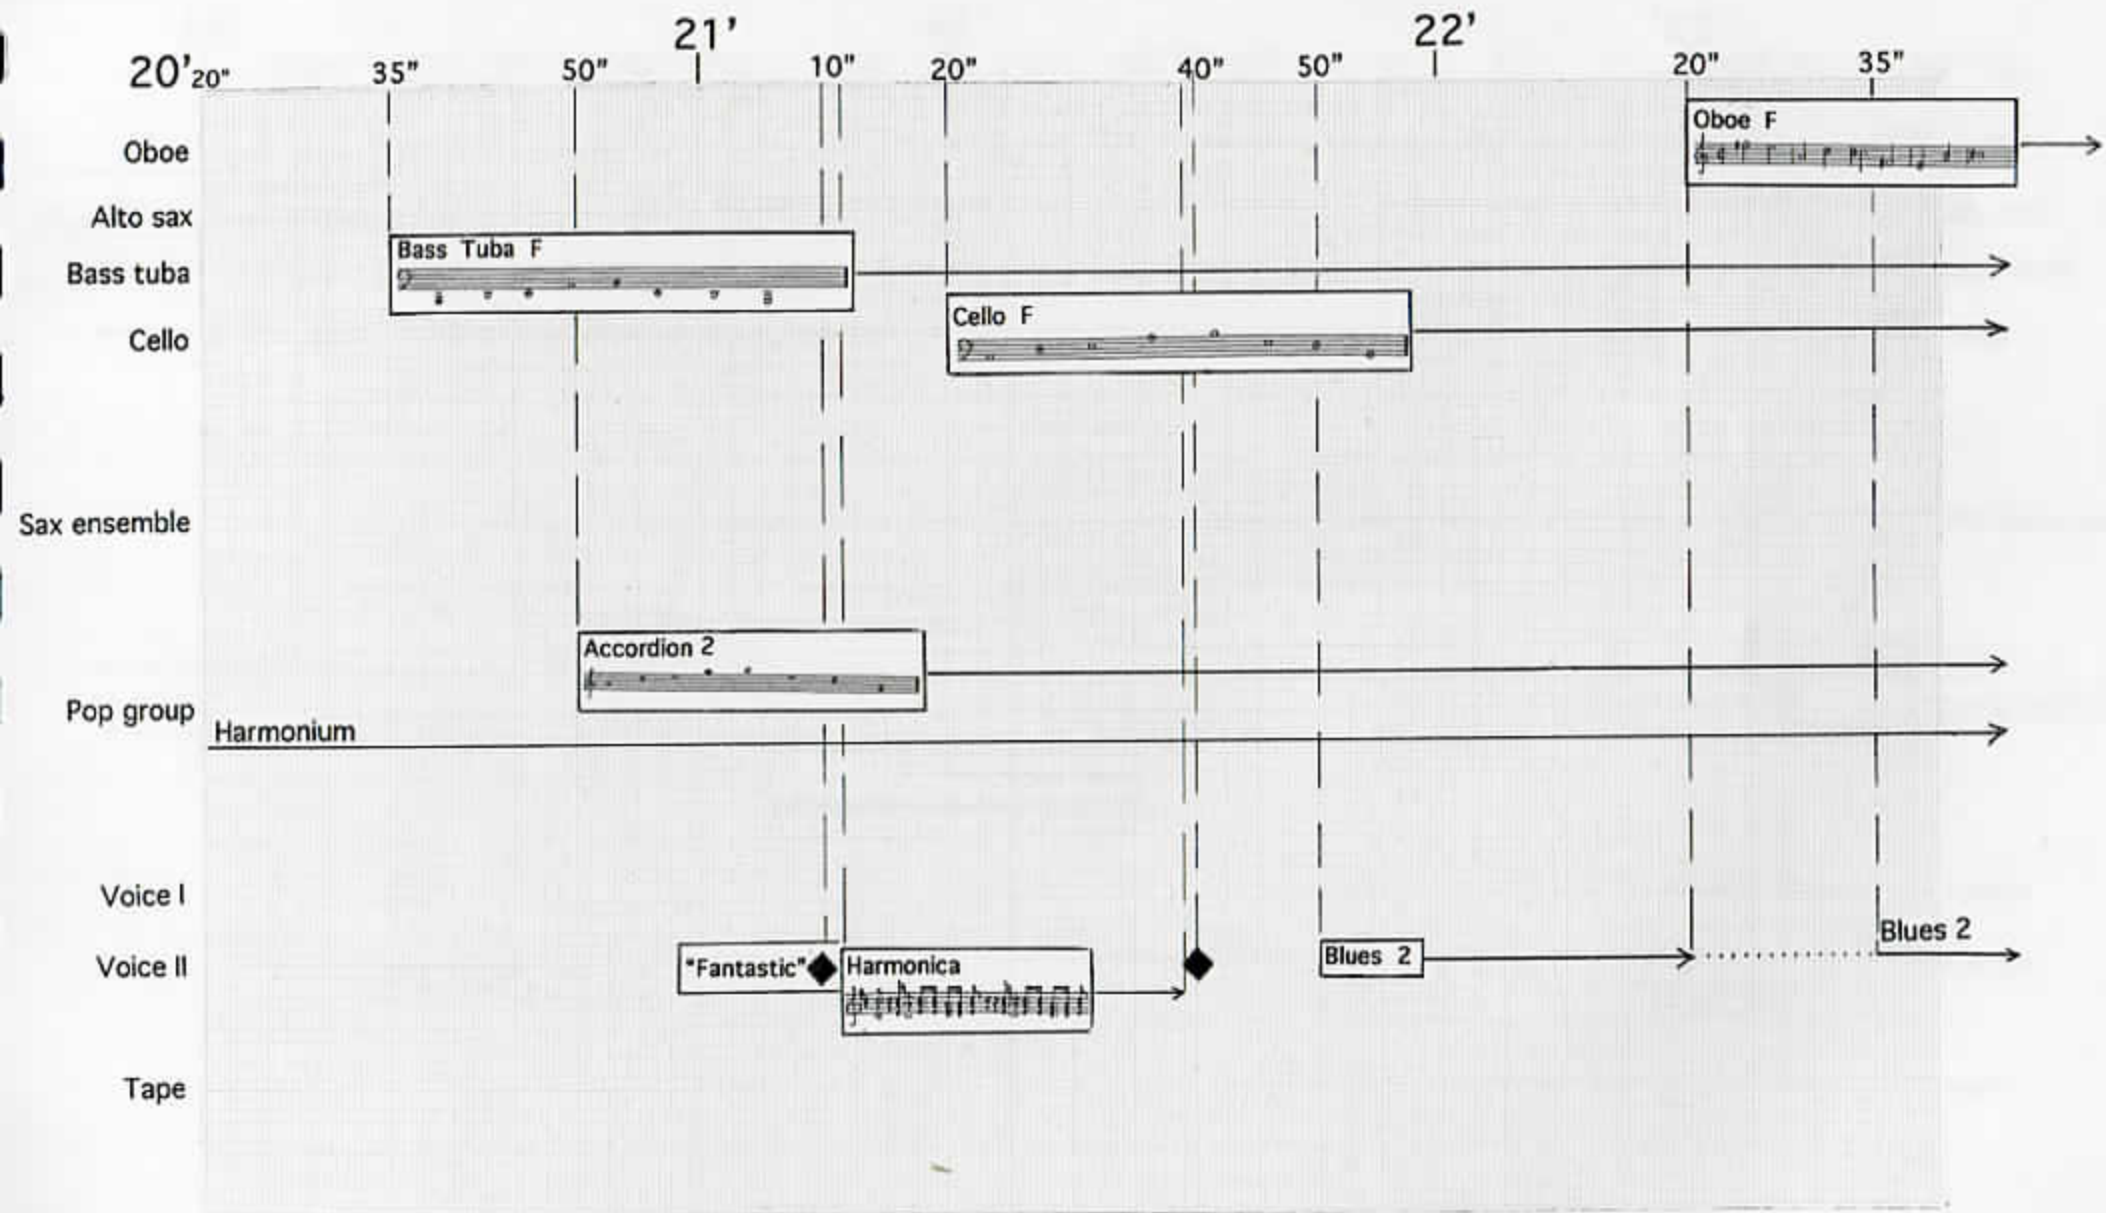 21’ 22’
20’ 20” 35” 50” 10” 20” 40” 50” 20” 35”
Oboe F
Oboe
Alto sax
Bass Tuba F
Bass tuba
Cello F
Cello
Sax ensemble
Accordion 2
Pop group
Harmonium
Voice I
Blues 2
Voice II
"Fantastic"
Harmonica
Blues 2
Tape